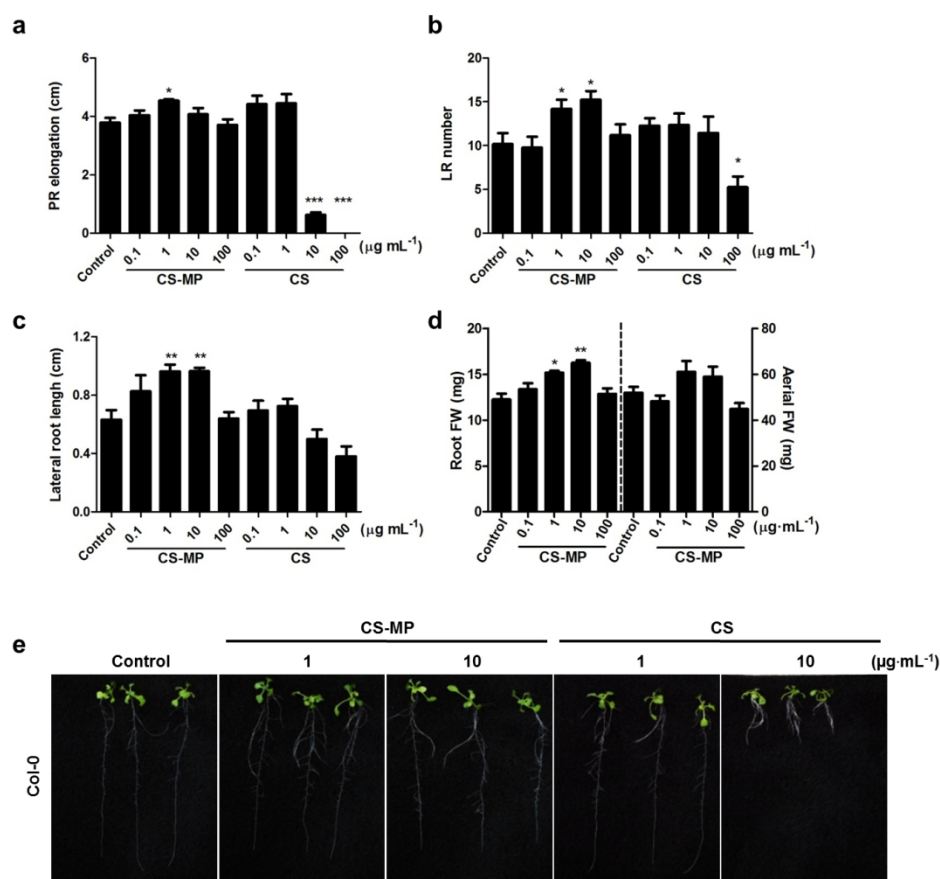 a
6
4
2
0
PR elongation (cm)
*
***
***
Control
0.1
1
10
100
0.1
1
10
100
(μg mL⁻¹)
CS-MP
CS
b
20
15
10
5
0
LR number
*
*
*
Control
0.1
1
10
100
0.1
1
10
100
(μg mL⁻¹)
CS-MP
CS
c
1.2
0.8
0.4
0.0
Lateral root lengh (cm)
**
**
Control
0.1
1
10
100
0.1
1
10
100
(μg mL⁻¹)
CS-MP
CS
d
20
15
10
5
0
Root FW (mg)
*
**
80
60
40
20
0
Aerial FW (mg)
Control
0.1
1
10
100
Control
0.1
1
10
100
(μg·mL⁻¹)
CS-MP
CS-MP
e
CS-MP
CS
Control
1
10
1
10
(μg·mL⁻¹)
Col-0